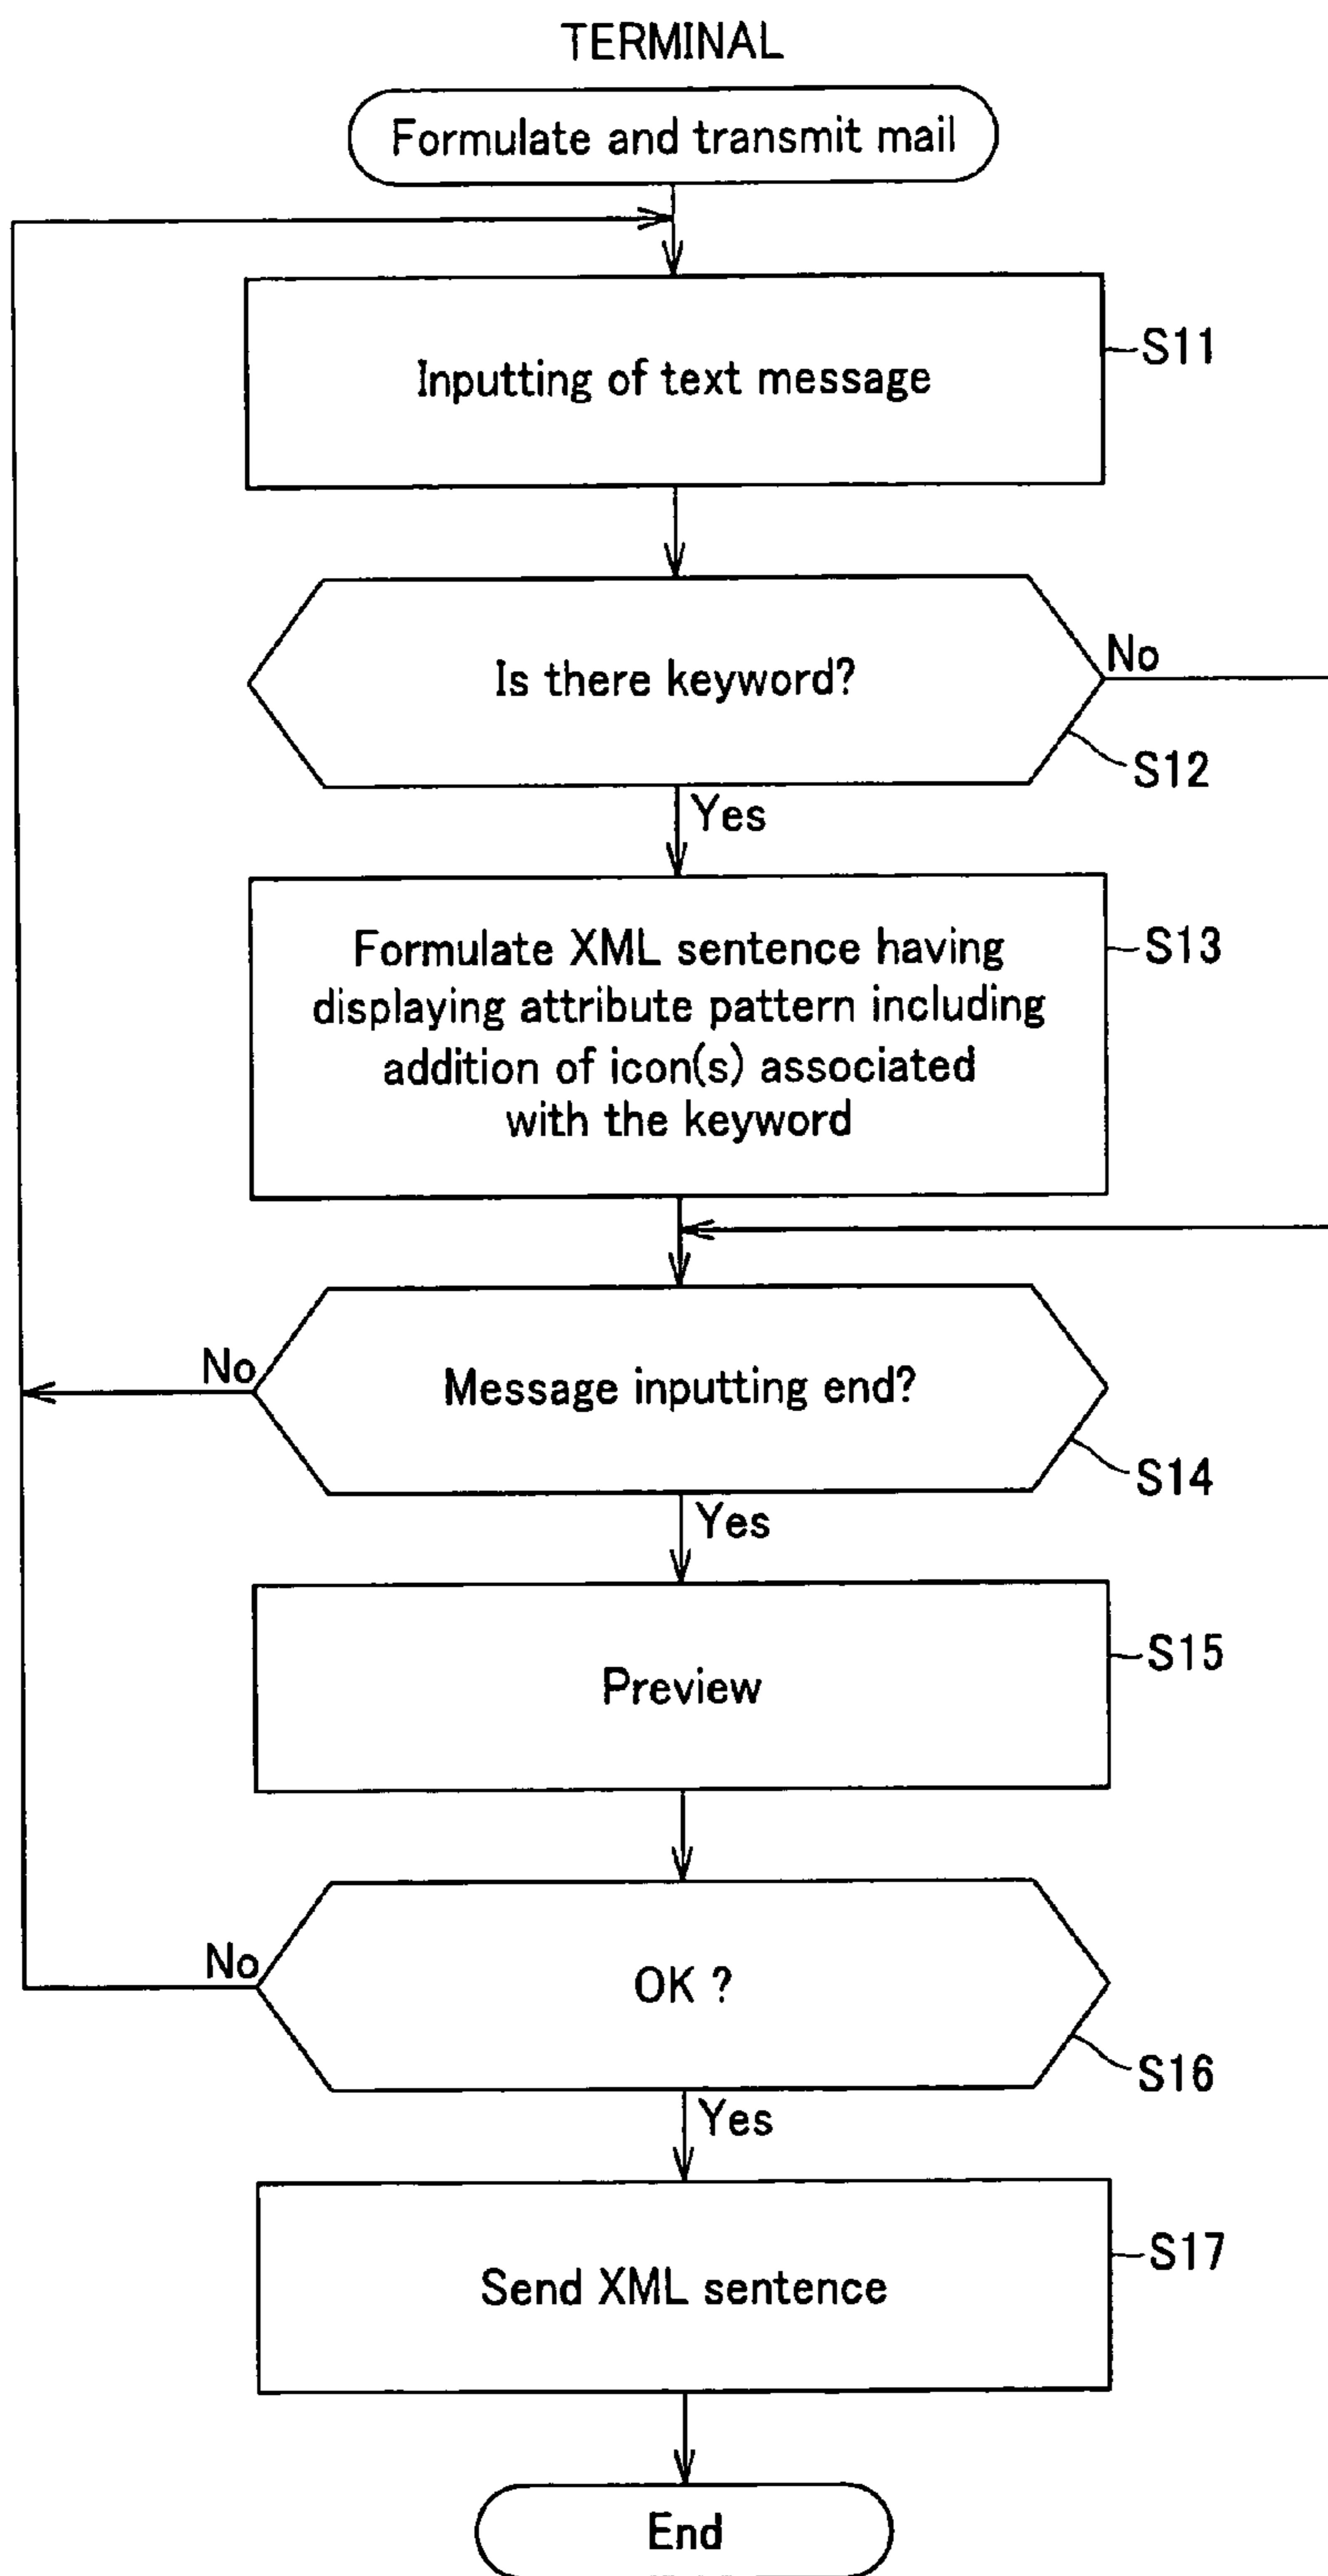 TERMINAL
Formulate and transmit mail
Inputting of text message
S11
Is there keyword?
No
S12
Yes
Formulate XML sentence having
displaying attribute pattern including
addition of icon(s) associated
with the keyword
S13
No
Message inputting end?
S14
Yes
Preview
S15
No
OK ?
S16
Yes
Send XML sentence
S17
End